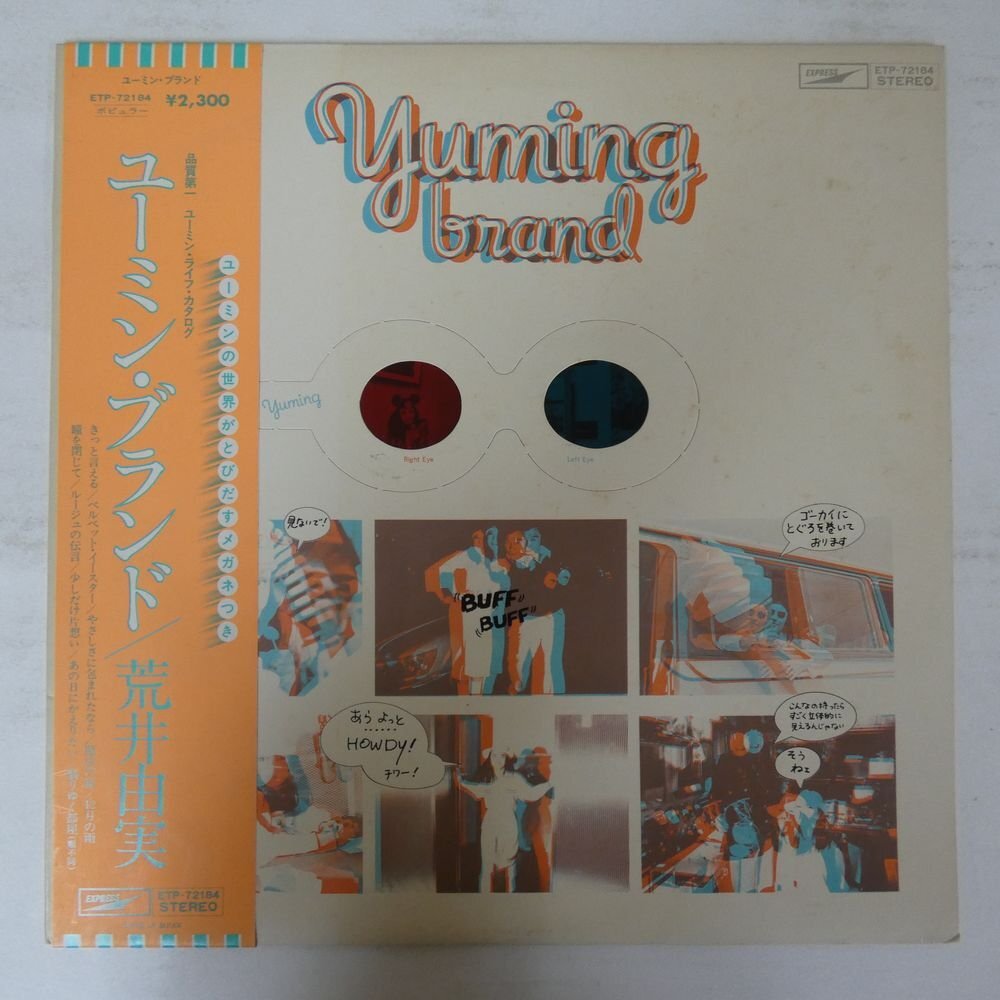 ユーミン・ブランド
ETP-72184 ¥2,300
ポピュラー
品質第一 ユーミン・ライフ・カタログ
ユーミンの世界がとびだすメガネつき
ユーミン・ブランド/荒井由実
きっと言える/ベルベット・イースター/やさしさに包まれたなら/
瞳を閉じて/ルージュの伝言/少しだけ片想い/あの日にかえりたい
EXPRESS
ETP-72184
STEREO
EXPRESS
ETP-72184
STEREO
Yuming
brand
Yuming
Right Eye
Left Eye
見ないで!
"BUFF"
"BUFF"
ゴーカイに
とぐろを巻いて
おります
あらよっと
......
HOWDY!
チワー!
こんなの持ったら
すごく立体的に
見えるんじゃない
そう
ねェ